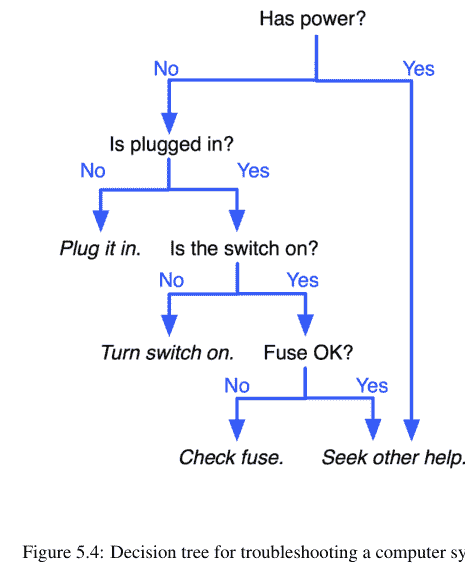 Has power?
No Yes
Is plugged in?
No Yes
Plug it in. Is the switch on?
No Yes
Turn switch on. Fuse OK?
No Yes
Check fuse. Seek other help.
Figure 5.4: Decision tree for troubleshooting a computer